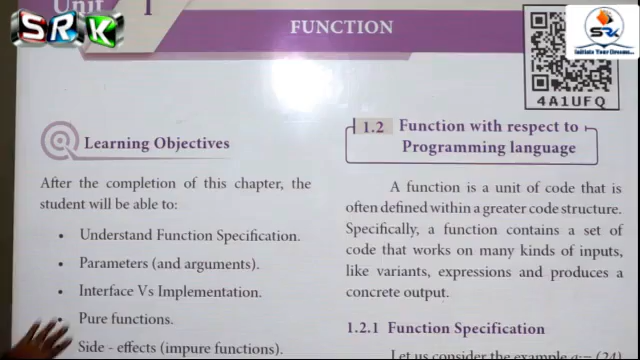 Unit
1
FUNCTION
S.R.K
SRK
Initiate Your Dreams...
4A1UFQ
Learning Objectives
After the completion of this chapter, the
student will be able to:
• Understand Function Specification.
• Parameters (and arguments).
• Interface Vs Implementation.
• Pure functions.
Side - effects (impure functions).
1.2 Function with respect to
Programming language
A function is a unit of code that is
often defined within a greater code structure.
Specifically, a function contains a set of
code that works on many kinds of inputs,
like variants, expressions and produces a
concrete output.
1.2.1 Function Specification
Let us consider the example a:= (24)